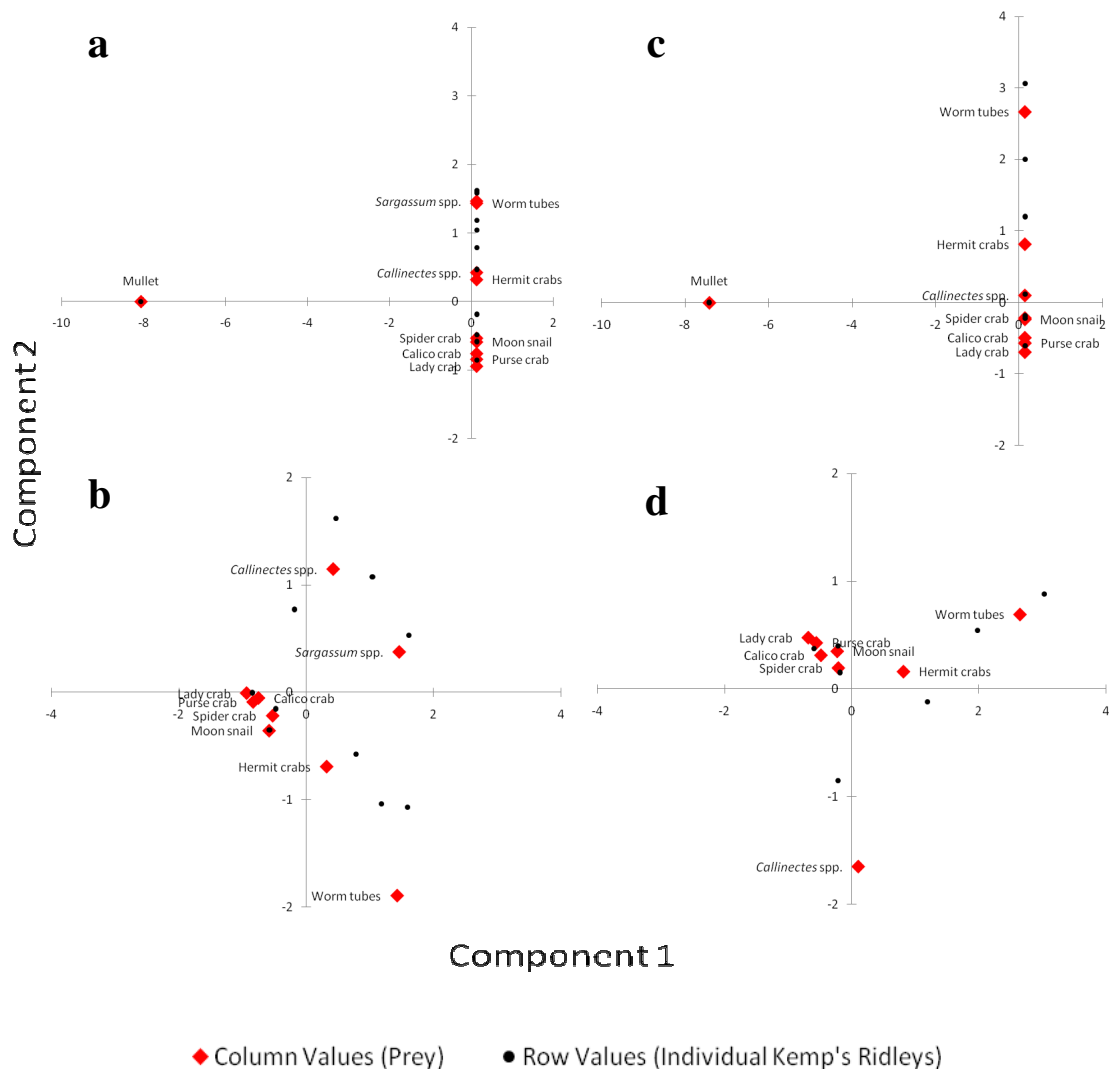 a
4
3
2
1
0
-1
-2
-10
-8
-6
-4
-2
0
2
Mullet
Sargassum spp.
Worm tubes
Callinectes spp.
Hermit crabs
Spider crab
Moon snail
Calico crab
Purse crab
Lady crab
c
4
3
2
1
0
-1
-2
-10
-8
-6
-4
-2
0
2
Mullet
Worm tubes
Hermit crabs
Callinectes spp.
Spider crab
Moon snail
Calico crab
Purse crab
Lady crab
Component 2
b
2
1
0
-1
-2
-4
-2
0
2
4
Callinectes spp.
Sargassum spp.
Lady crab
Calico crab
Purse crab
Spider crab
Moon snail
Hermit crabs
Worm tubes
d
2
1
0
-1
-2
-4
-2
0
2
4
Worm tubes
Lady crab
Purse crab
Calico crab
Moon snail
Spider crab
Hermit crabs
Callinectes spp.
Component 1
Column Values (Prey)
Row Values (Individual Kemp's Ridleys)